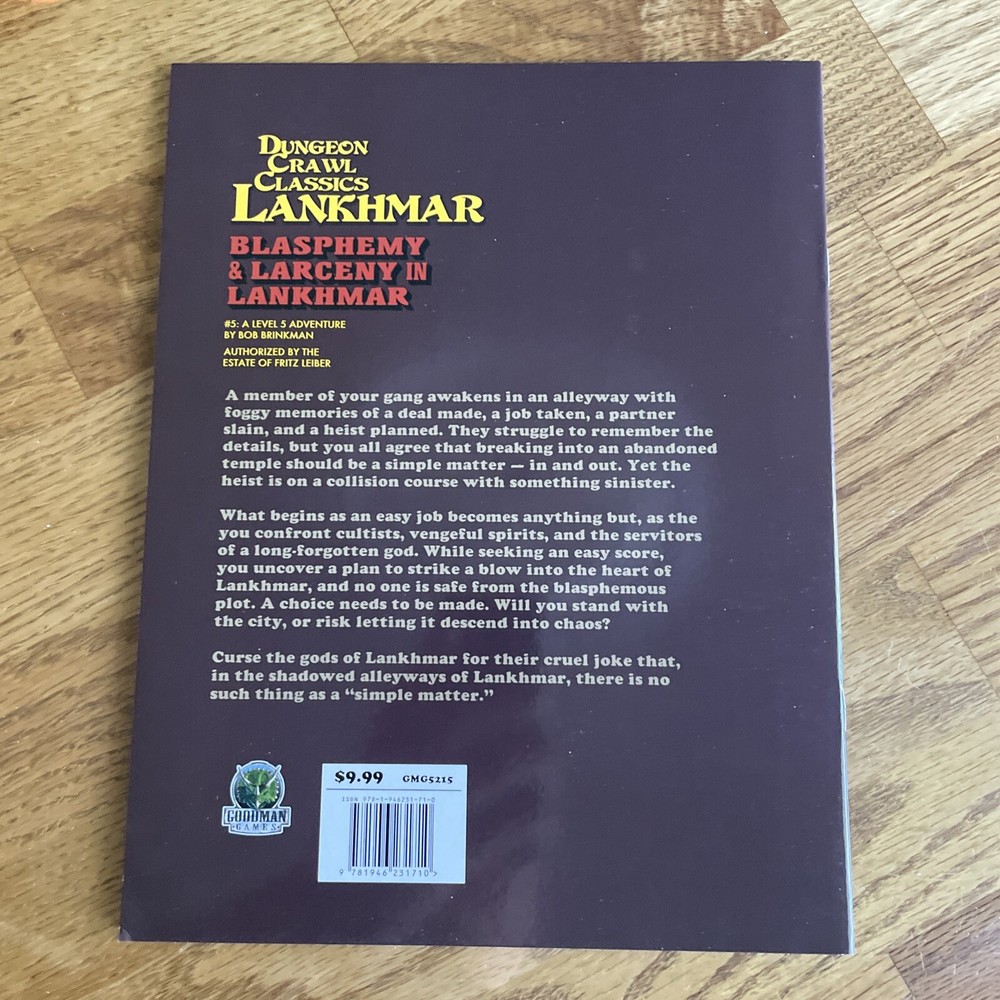 DUNGEON
CRAWL
CLASSICS
LANKHMAR
BLASPHEMY
& LARCENY IN
LANKHMAR
#5: A LEVEL 5 ADVENTURE
BY BOB BRINKMAN
AUTHORIZED BY THE
ESTATE OF FRITZ LEIBER
A member of your gang awakens in an alleyway with
foggy memories of a deal made, a job taken, a partner
slain, and a heist planned. They struggle to remember the
details, but you all agree that breaking into an abandoned
temple should be a simple matter — in and out. Yet the
heist is on a collision course with something sinister.
What begins as an easy job becomes anything but, as the
you confront cultists, vengeful spirits, and the servitors
of a long-forgotten god. While seeking an easy score,
you uncover a plan to strike a blow into the heart of
Lankhmar, and no one is safe from the blasphemous
plot. A choice needs to be made. Will you stand with
the city, or risk letting it descend into chaos?
Curse the gods of Lankhmar for their cruel joke that,
in the shadowed alleyways of Lankhmar, there is no
such thing as a “simple matter.”
$9.99 GMG5215
ISBN 978-1-946231-71-0
9 781946 231710 >
GOODMAN
GAMES